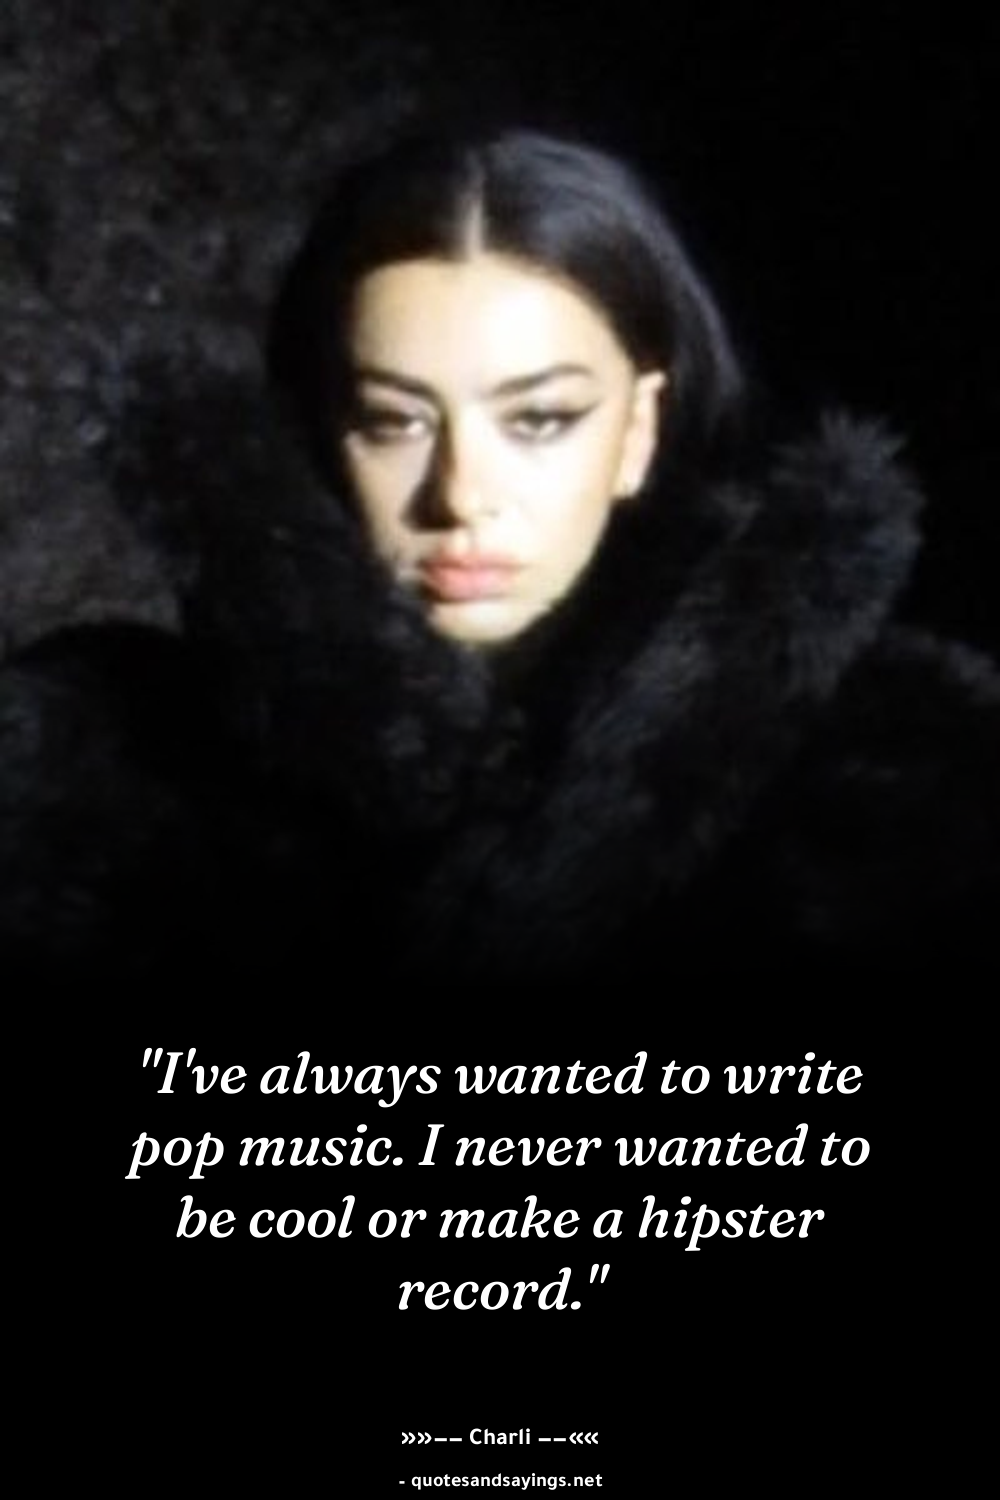 "I've always wanted to write
pop music. I never wanted to
be cool or make a hipster
record."
»»−− Charli −−««
- quotesandsayings.net